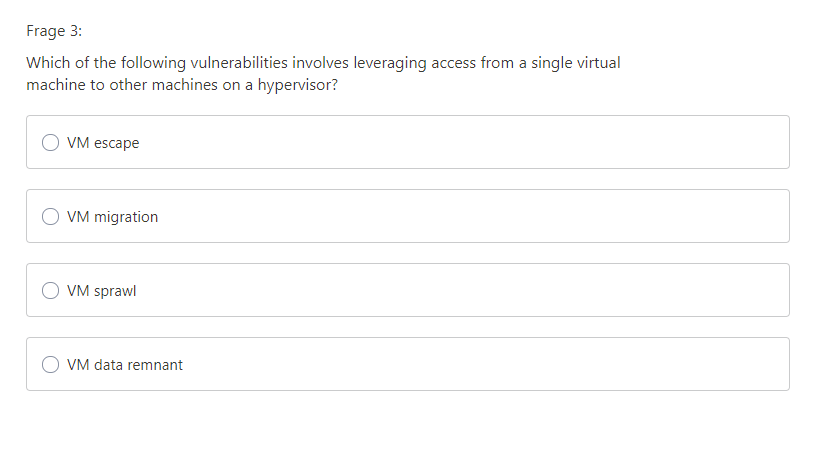 Frage 3:
Which of the following vulnerabilities involves leveraging access from a single virtual
machine to other machines on a hypervisor?
VM escape
VM migration
VM sprawl
VM data remnant